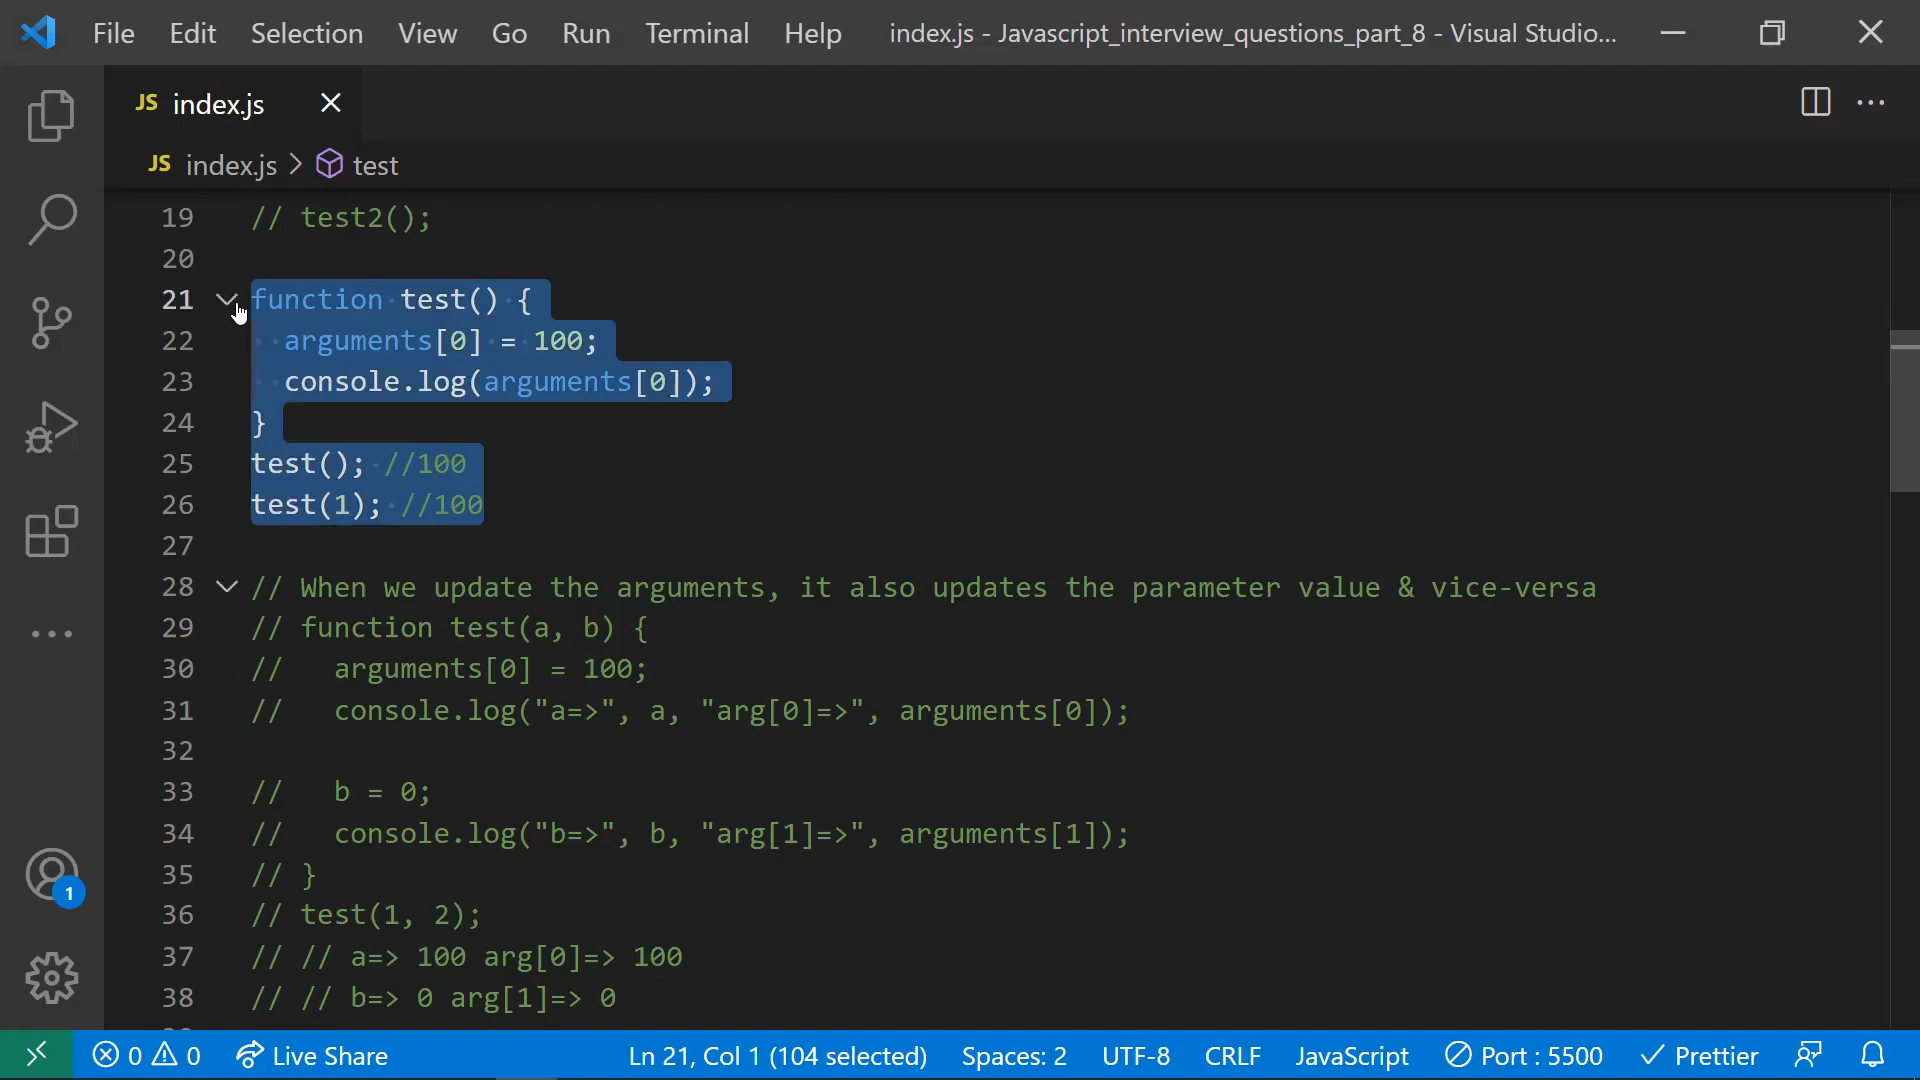 File Edit Selection View Go Run Terminal Help index.js - Javascript_interview_questions_part_8 - Visual Studio...
JS index.js
JS index.js > test
19 // test2();
20
21 function test() {
22   arguments[0] = 100;
23   console.log(arguments[0]);
24 }
25 test(); //100
26 test(1); //100
27
28 // When we update the arguments, it also updates the parameter value & vice-versa
29 // function test(a, b) {
30 //   arguments[0] = 100;
31 //   console.log("a=>", a, "arg[0]=>", arguments[0]);
32
33 //   b = 0;
34 //   console.log("b=>", b, "arg[1]=>", arguments[1]);
35 // }
36 // test(1, 2);
37 // // a=> 100 arg[0]=> 100
38 // // b=> 0 arg[1]=> 0
1
0 0 Live Share Ln 21, Col 1 (104 selected) Spaces: 2 UTF-8 CRLF JavaScript Port : 5500 Prettier